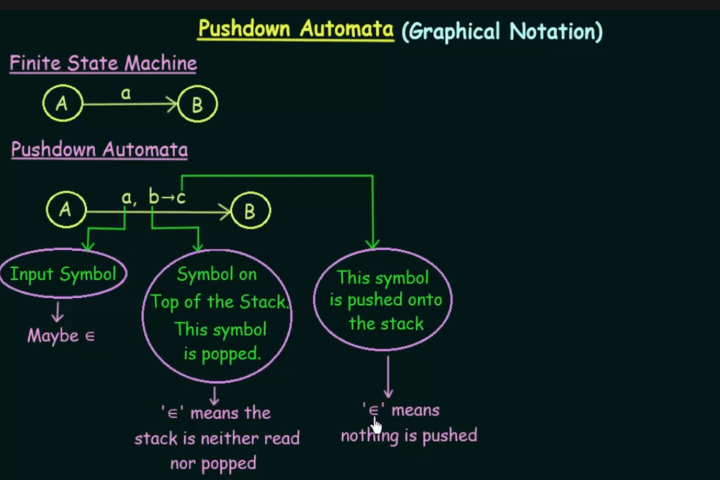 Pushdown Automata (Graphical Notation)
Finite State Machine
A a B
Pushdown Automata
A a, b→c B
Input Symbol
Maybe ∈
Symbol on
Top of the Stack.
This symbol
is popped.
'∈' means the
stack is neither read
nor popped
This symbol
is pushed onto
the stack
'∈' means
nothing is pushed